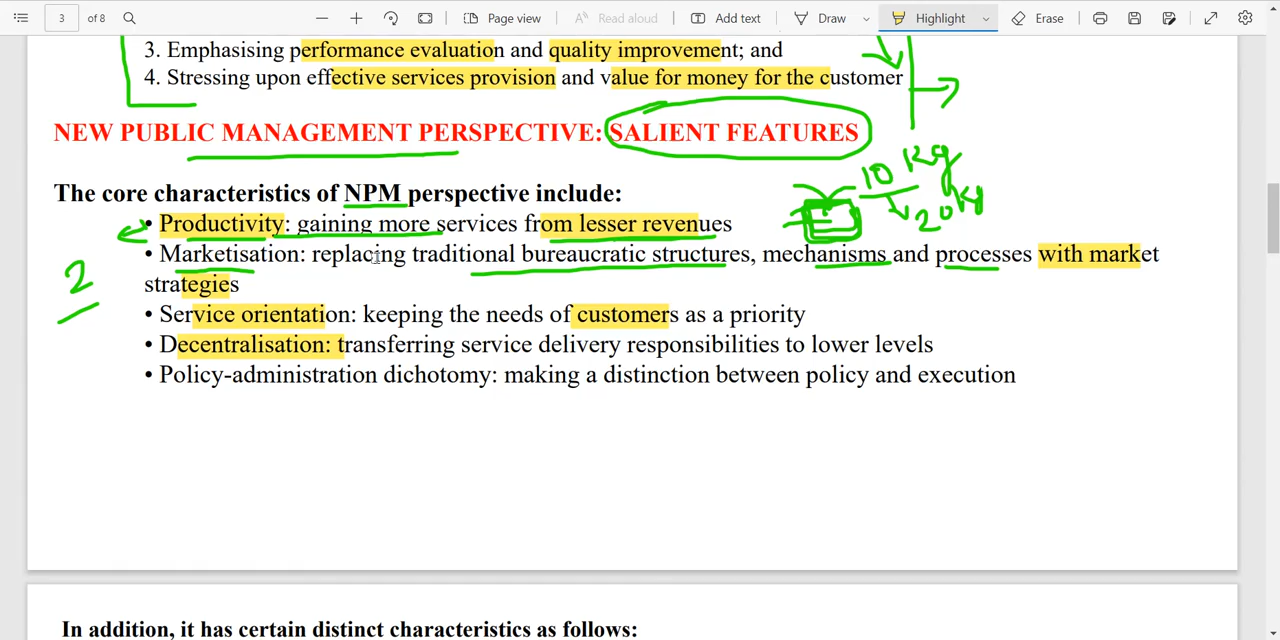 3
of 8
Page view
Read aloud
Add text
Draw
Highlight
Erase
3. Emphasising performance evaluation and quality improvement; and
4. Stressing upon effective services provision and value for money for the customer
NEW PUBLIC MANAGEMENT PERSPECTIVE: SALIENT FEATURES
10 Kg
20 Kg
The core characteristics of NPM perspective include:
• Productivity: gaining more services from lesser revenues
• Marketisation: replacing traditional bureaucratic structures, mechanisms and processes with market
strategies
2
• Service orientation: keeping the needs of customers as a priority
• Decentralisation: transferring service delivery responsibilities to lower levels
• Policy-administration dichotomy: making a distinction between policy and execution
In addition, it has certain distinct characteristics as follows: